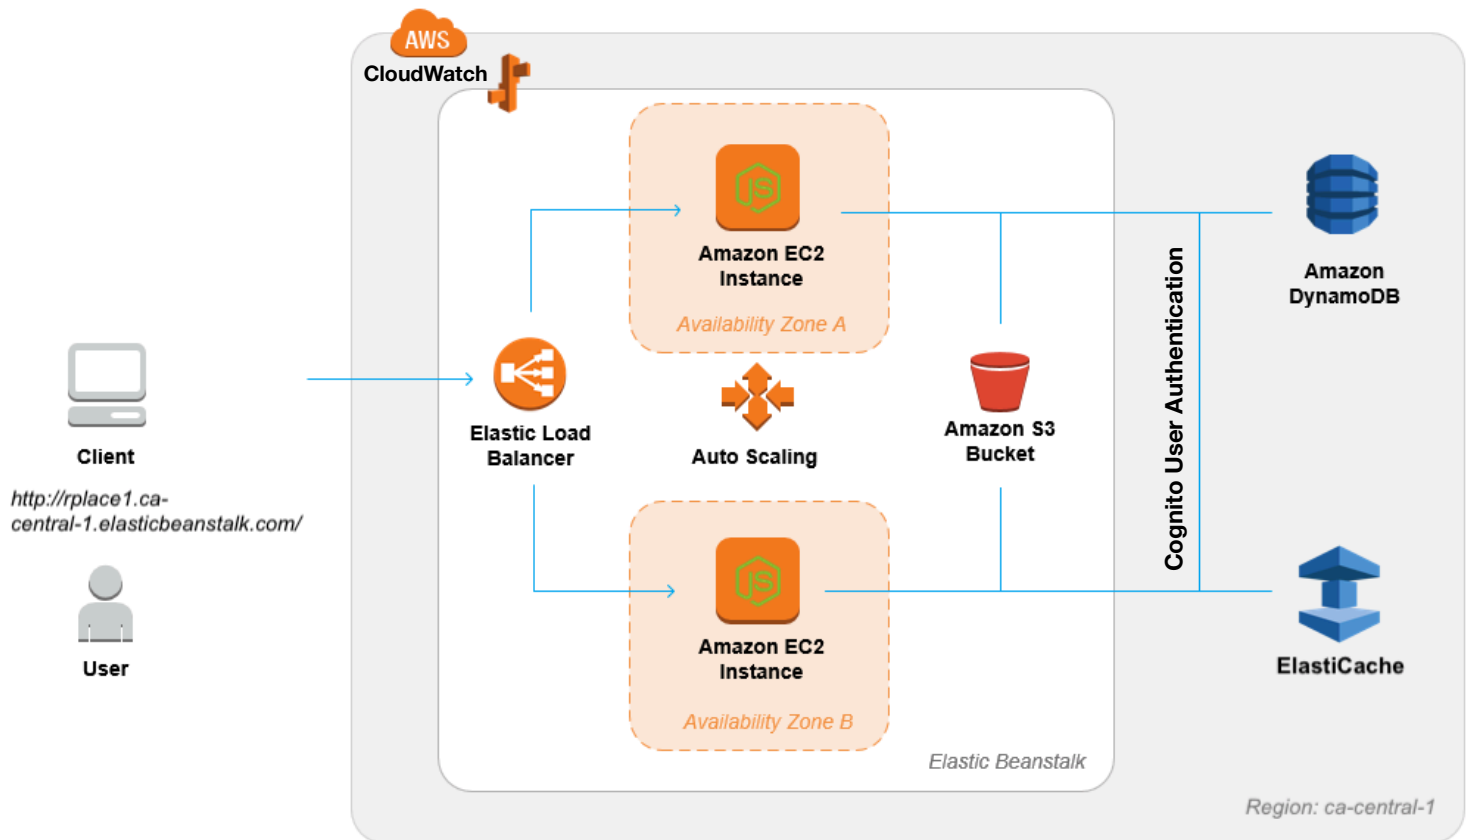 AWS
CloudWatch
JS
Amazon EC2
Instance
Availability Zone A
Amazon
DynamoDB
Cognito User Authentication
Elastic Load
Balancer
Auto Scaling
Amazon S3
Bucket
Client
http://rplace1.ca-
central-1.elasticbeanstalk.com/
User
JS
Amazon EC2
Instance
Availability Zone B
ElastiCache
Elastic Beanstalk
Region: ca-central-1